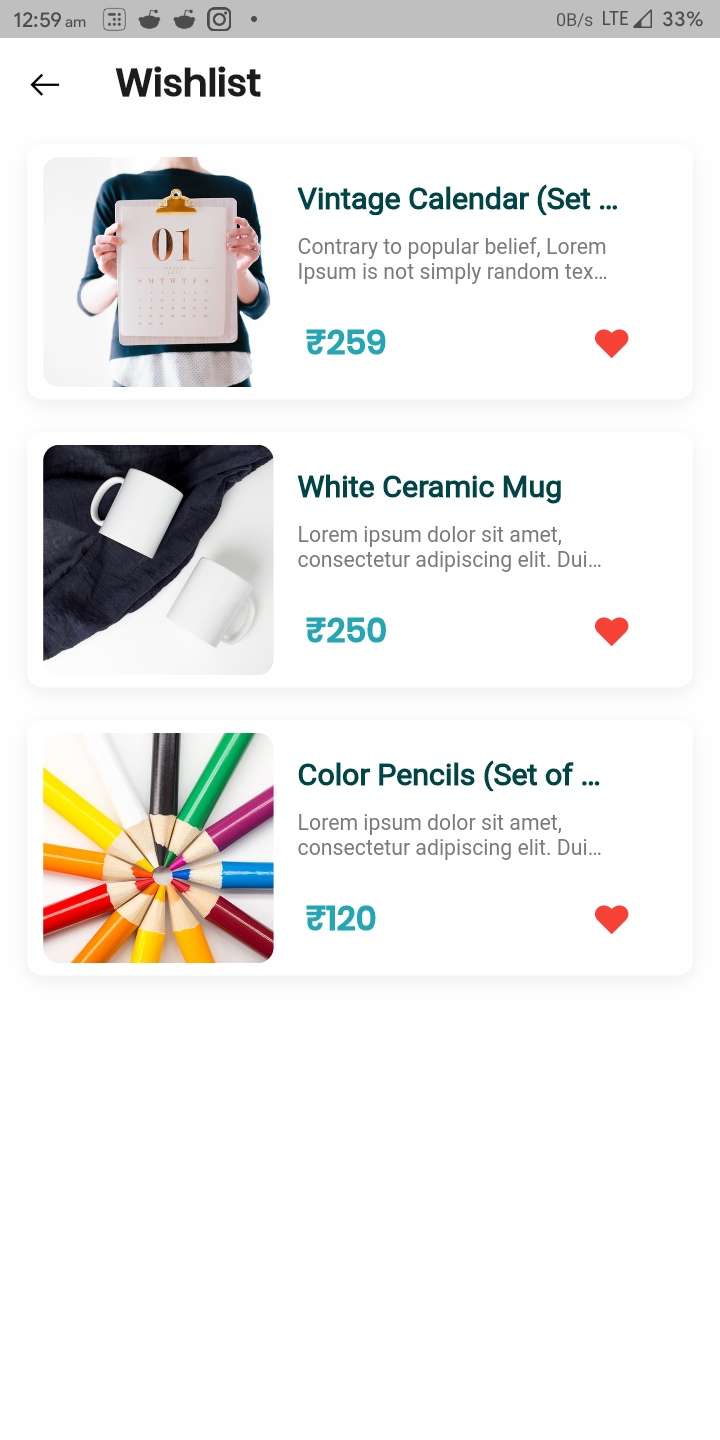 12:59 am
0B/s LTE 33%
Wishlist
01
S M T W T F S
Vintage Calendar (Set ...
Contrary to popular belief, Lorem
Ipsum is not simply random tex...
₹259
White Ceramic Mug
Lorem ipsum dolor sit amet,
consectetur adipiscing elit. Dui...
₹250
Color Pencils (Set of ...
Lorem ipsum dolor sit amet,
consectetur adipiscing elit. Dui...
₹120